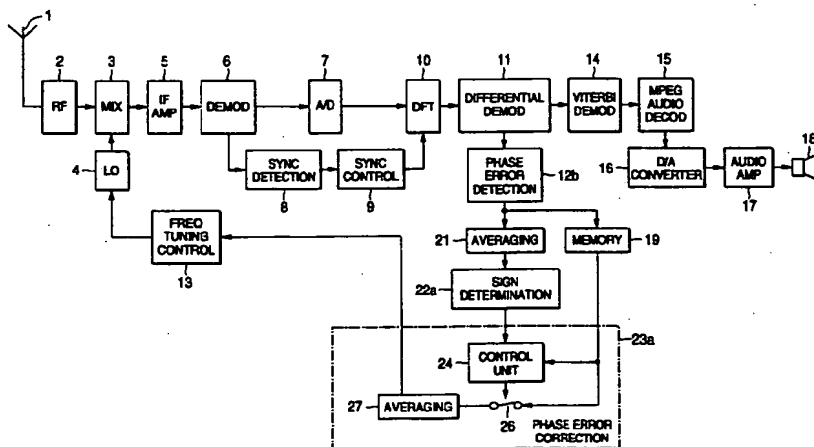 1
2
3
5
6
7
10
11
14
15
RF
MIX
IF
AMP
DEMOD
A/D
DFT
DIFFERENTIAL
DEMOD
VITERBI
DEMOD
MPEG
AUDIO
DECOD
18
4
LO
SYNC
DETECTION
8
SYNC
CONTROL
9
PHASE
ERROR
DETECTION
12b
16
D/A
CONVERTER
AUDIO
AMP
17
FREQ
TUNING
CONTROL
13
21
AVERAGING
MEMORY
19
22a
SIGN
DETERMINATION
23a
24
CONTROL
UNIT
27
AVERAGING
26
PHASE ERROR
CORRECTION